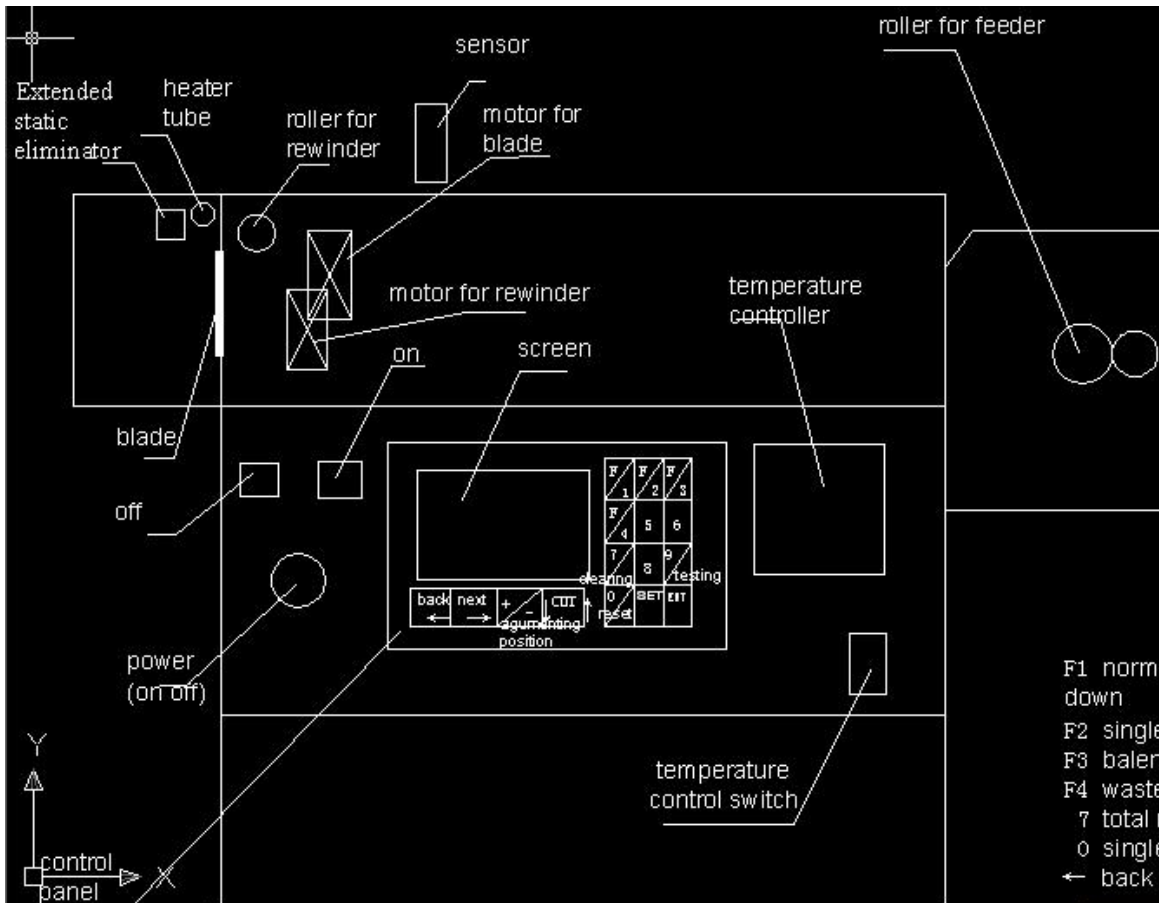 roller for feeder
sensor
Extended
static
eliminator
heater
tube
roller for
rewinder
motor for
blade
motor for rewinder
temperature
controller
on
screen
blade
off
F 1 F 2 F 3
F 4 5 6
7 8 9
clearing testing
back next + - CUT
0 SET ENT
reset
agumenting
position
power
(on off)
F1 norm
down
F2 single
F3 balen
F4 waste
7 total
0 single
← back
temperature
control switch
Y
control X
panel